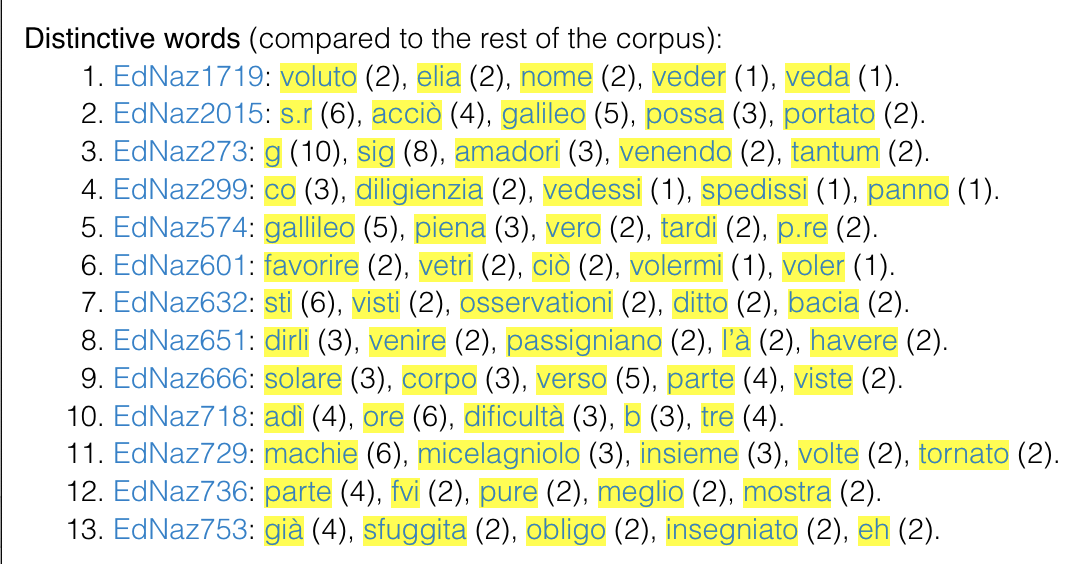 Distinctive words (compared to the rest of the corpus):
1. EdNaz1719: voluto (2), elia (2), nome (2), veder (1), veda (1).
2. EdNaz2015: s.r (6), acciò (4), galileo (5), possa (3), portato (2).
3. EdNaz273: g (10), sig (8), amadori (3), venendo (2), tantum (2).
4. EdNaz299: co (3), diligienzia (2), vedessi (1), spedissi (1), panno (1).
5. EdNaz574: gallileo (5), piena (3), vero (2), tardi (2), p.re (2).
6. EdNaz601: favorire (2), vetri (2), ciò (2), volermi (1), voler (1).
7. EdNaz632: sti (6), visti (2), osservationi (2), ditto (2), bacia (2).
8. EdNaz651: dirli (3), venire (2), passigniano (2), l’à (2), havere (2).
9. EdNaz666: solare (3), corpo (3), verso (5), parte (4), viste (2).
10. EdNaz718: adì (4), ore (6), dificultà (3), b (3), tre (4).
11. EdNaz729: machie (6), micelagniolo (3), insieme (3), volte (2), tornato (2).
12. EdNaz736: parte (4), fvi (2), pure (2), meglio (2), mostra (2).
13. EdNaz753: già (4), sfuggita (2), obligo (2), insegniato (2), eh (2).